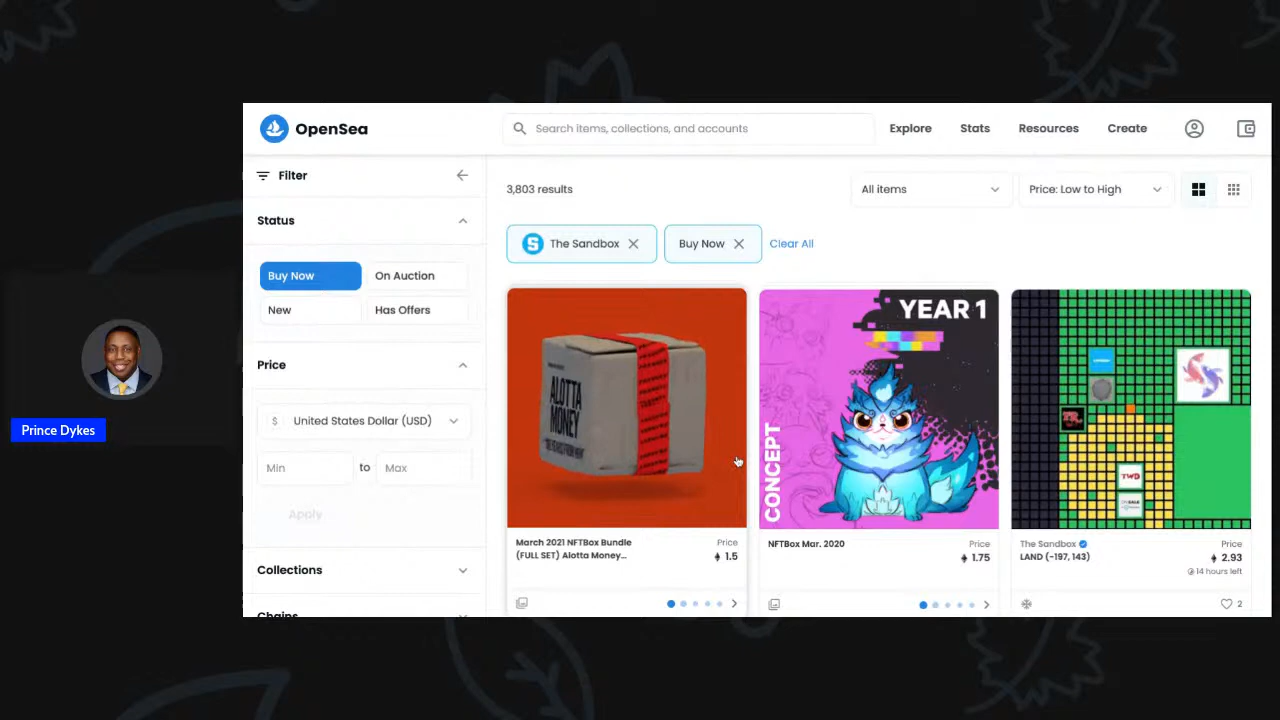 OpenSea
Search items, collections, and accounts
Explore
Stats
Resources
Create
Filter
3,803 results
All items
Price: Low to High
Status
The Sandbox
Buy Now
Clear All
Buy Now
On Auction
New
Has Offers
Price
$ United States Dollar (USD)
Min
to
Max
Apply
Collections
Chains
ALOTTA
MONEY
YEAR 1
CONCEPT
TWD
March 2021 NFTBox Bundle
(FULL SET) Alotta Money...
Price
1.5
NFTBox Mar. 2020
Price
1.75
The Sandbox
LAND (-197, 143)
Price
2.93
14 hours left
2
Prince Dykes